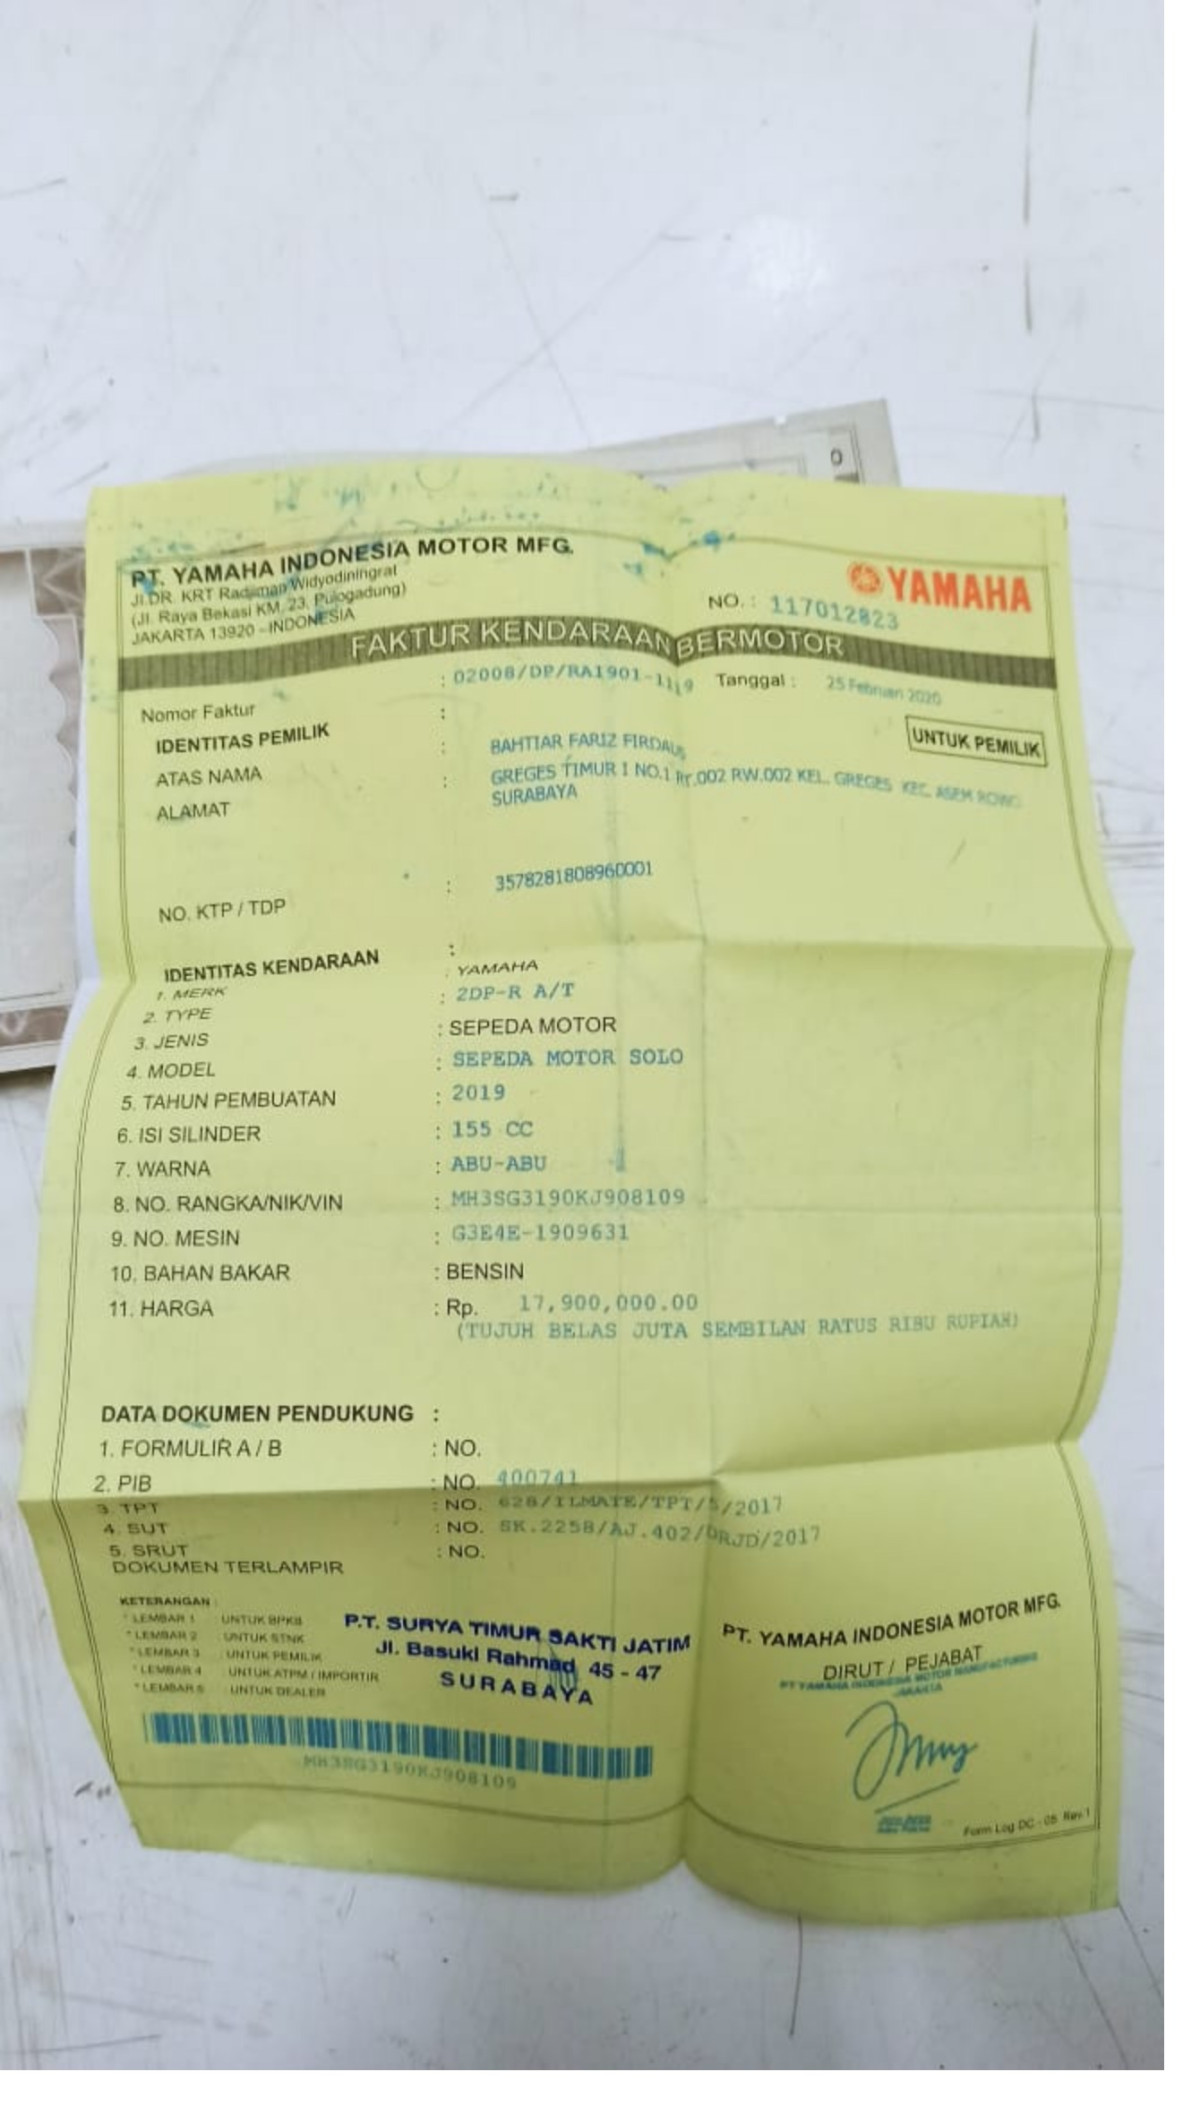 PT. YAMAHA INDONESIA MOTOR MFG.
Jl.DR. KRT Radjiman Widyodiningrat
(Jl. Raya Bekasi KM. 23, Pulogadung)
JAKARTA 13920 - INDONESIA
YAMAHA
NO. : 117012823
FAKTUR KENDARAAN BERMOTOR
Nomor Faktur : 02008/DP/RA1901-1119 Tanggal : 25 Februari 2020
IDENTITAS PEMILIK :
UNTUK PEMILIK
ATAS NAMA : BAHTIAR FARIZ FIRDAUS
ALAMAT : GREGES TIMUR I NO.1 RT.002 RW.002 KEL. GREGES KEC. ASEM ROWO
SURABAYA
NO. KTP / TDP : 3578281808960001
IDENTITAS KENDARAAN :
1. MERK : YAMAHA
2. TYPE : 2DP-R A/T
3. JENIS : SEPEDA MOTOR
4. MODEL : SEPEDA MOTOR SOLO
5. TAHUN PEMBUATAN : 2019
6. ISI SILINDER : 155 CC
7. WARNA : ABU-ABU
8. NO. RANGKA/NIK/VIN : MH3SG3190KJ908109
9. NO. MESIN : G3E4E-1909631
10. BAHAN BAKAR : BENSIN
11. HARGA : Rp. 17,900,000.00
(TUJUH BELAS JUTA SEMBILAN RATUS RIBU RUPIAH)
DATA DOKUMEN PENDUKUNG :
1. FORMULIR A / B : NO.
2. PIB : NO. 400741
3. TPT : NO. 628/ILMATE/TPT/5/2017
4. SUT : NO. SK.2258/AJ.402/DRJD/2017
5. SRUT : NO.
DOKUMEN TERLAMPIR
KETERANGAN :
* LEMBAR 1 : UNTUK BPKB
* LEMBAR 2 : UNTUK STNK
* LEMBAR 3 : UNTUK PEMILIK
* LEMBAR 4 : UNTUK ATPM / IMPORTIR
* LEMBAR 5 : UNTUK DEALER
P.T. SURYA TIMUR SAKTI JATIM
Jl. Basuki Rahmad 45 - 47
SURABAYA
MH3SG3190KJ908109
PT. YAMAHA INDONESIA MOTOR MFG.
DIRUT / PEJABAT
PT YAMAHA INDONESIA MOTOR MANUFACTURING
JAKARTA
Form Log DC - 05 Rev.1